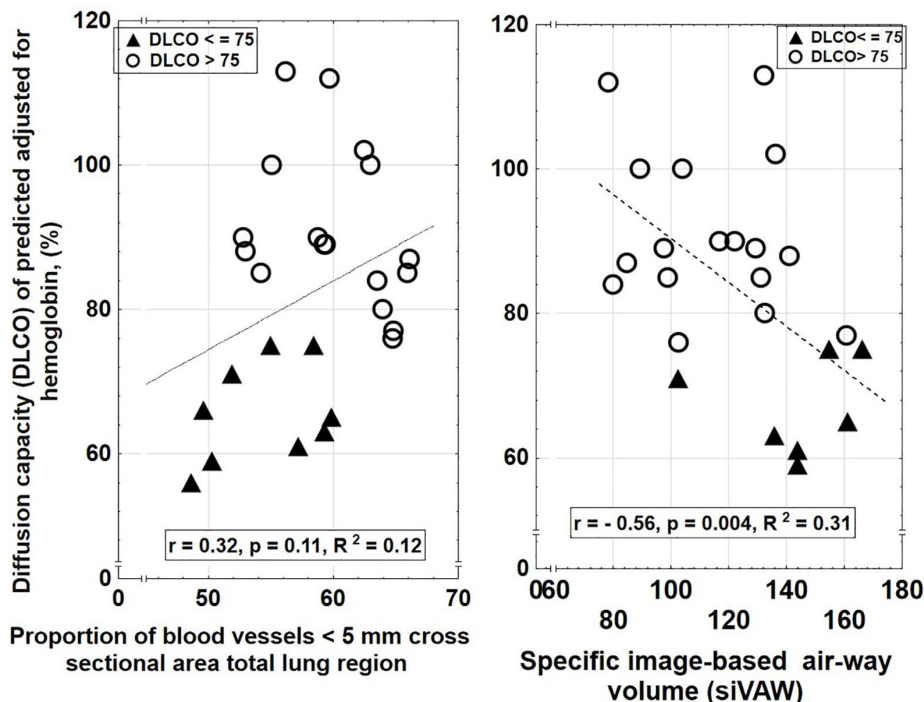 Diffusion capacity (DLCO) of predicted adjusted for
hemoglobin, (%)
120
100
80
60
0
▲ DLCO < = 75
○ DLCO > 75
r = 0.32, p = 0.11, R² = 0.12
0 50 60 70
Proportion of blood vessels < 5 mm cross
sectional area total lung region
120
100
80
60
0
▲ DLCO< = 75
○ DLCO> 75
r = - 0.56, p = 0.004, R² = 0.31
060 100 140 180
80 120 160
Specific image-based air-way
volume (siVAW)